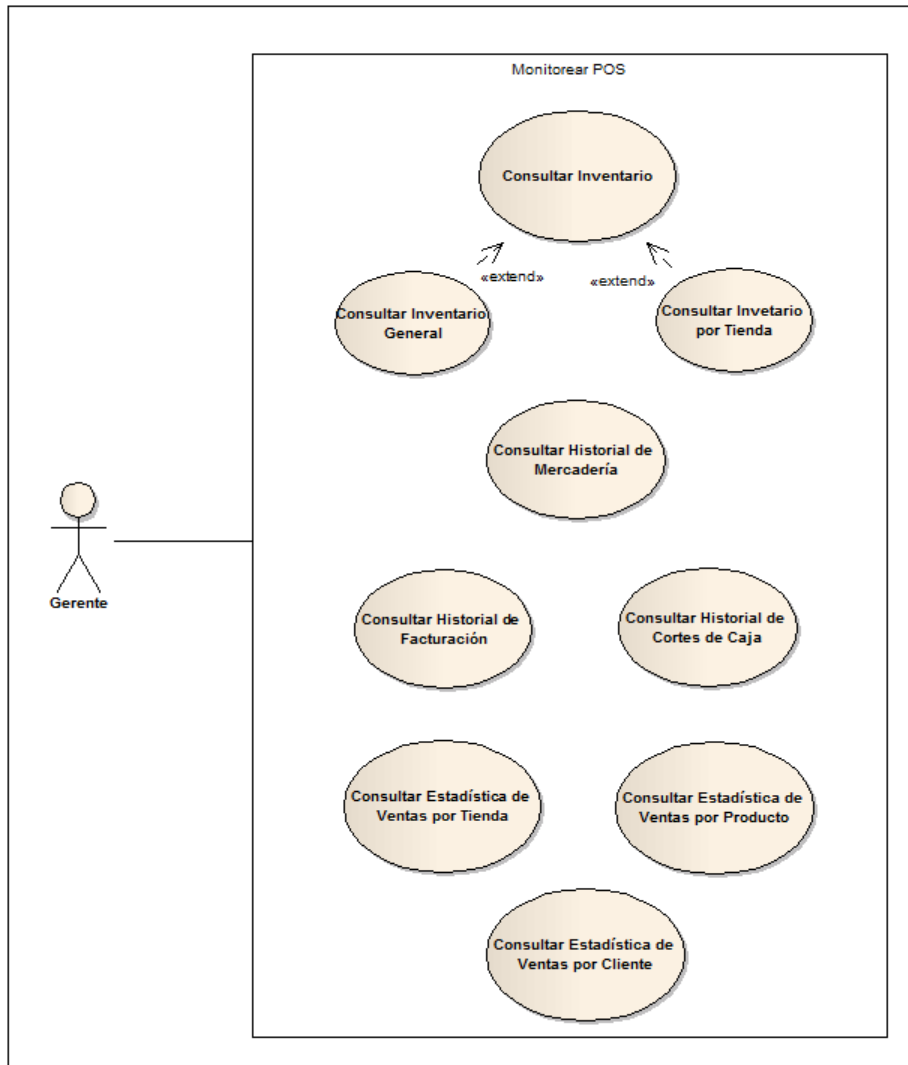 Monitorear POS
Consultar Inventario
«extend»
«extend»
Consultar Inventario
General
Consultar Invetario
por Tienda
Consultar Historial de
Mercadería
Gerente
Consultar Historial de
Facturación
Consultar Historial de
Cortes de Caja
Consultar Estadística de
Ventas por Tienda
Consultar Estadística de
Ventas por Producto
Consultar Estadística de
Ventas por Cliente